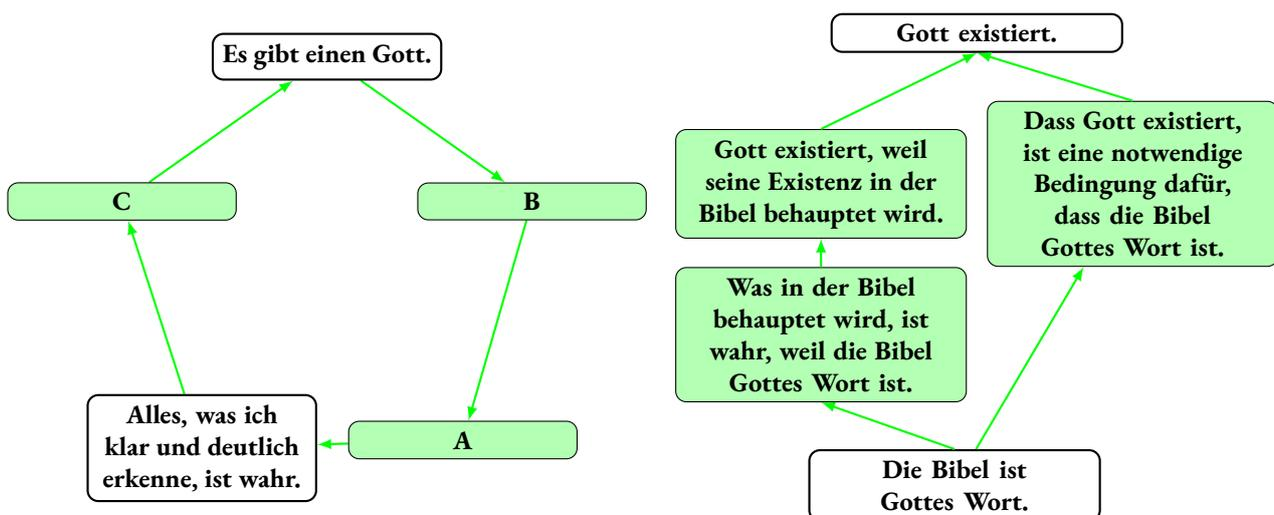 Es gibt einen Gott.
C
B
Alles, was ich
klar und deutlich
erkenne, ist wahr.
A
Gott existiert.
Gott existiert, weil
seine Existenz in der
Bibel behauptet wird.
Dass Gott existiert,
ist eine notwendige
Bedingung dafür,
dass die Bibel
Gottes Wort ist.
Was in der Bibel
behauptet wird, ist
wahr, weil die Bibel
Gottes Wort ist.
Die Bibel ist
Gottes Wort.